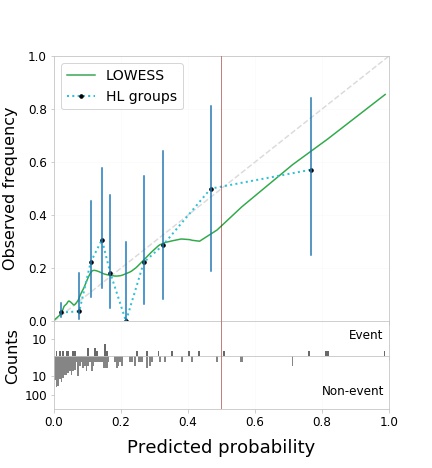 1.0
LOWESS
HL groups
0.8
0.6
0.4
0.2
0.0
Observed frequency
10
Event
Counts
10
100
Non-event
0.0 0.2 0.4 0.6 0.8 1.0
Predicted probability